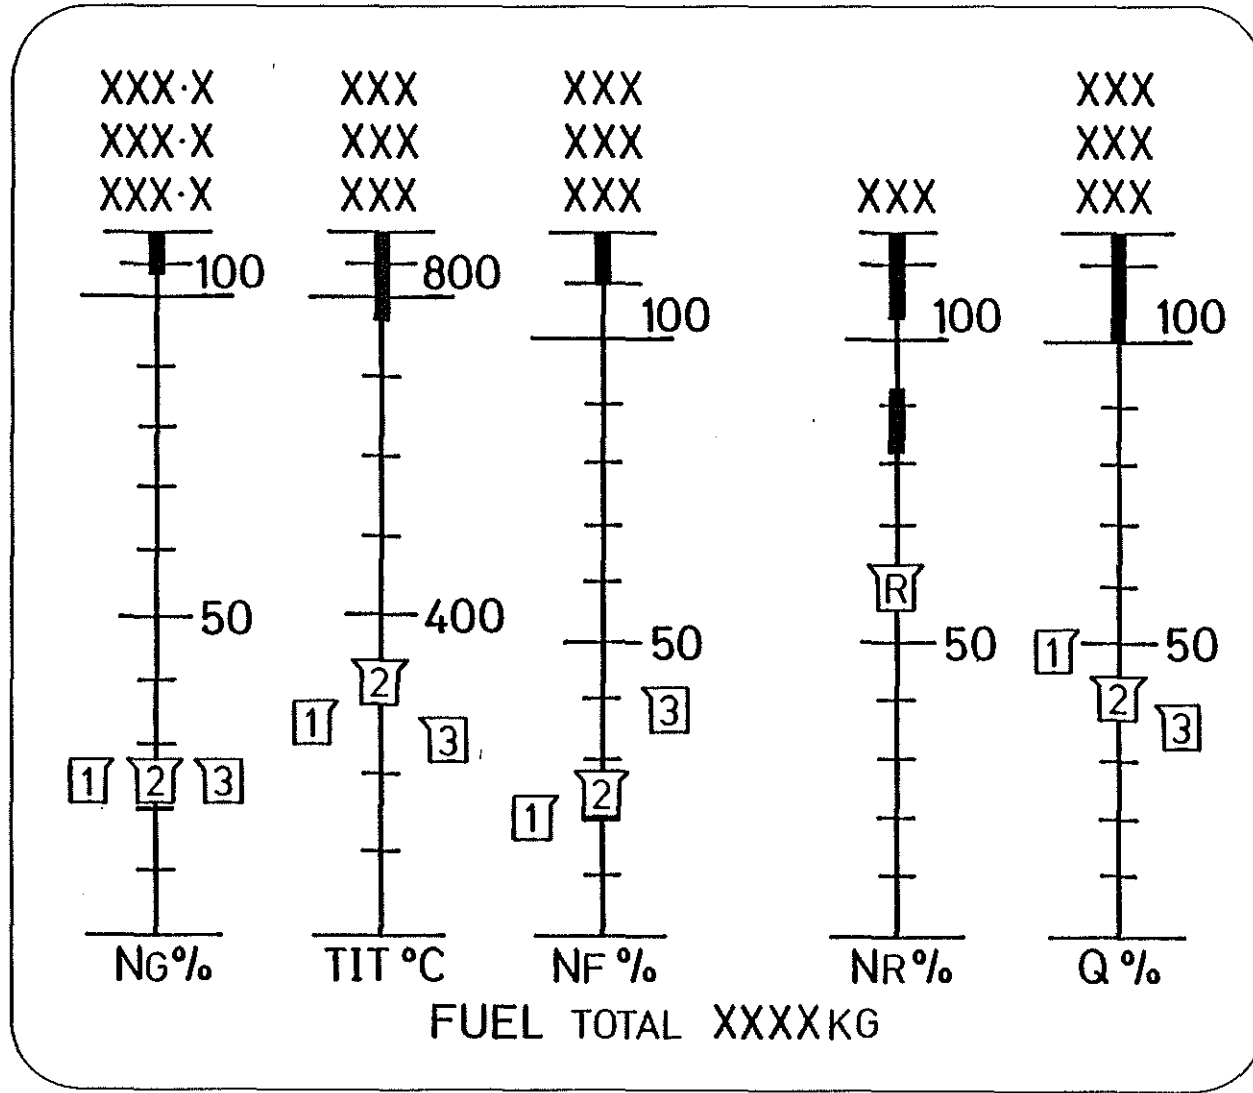 XXX·X XXX XXX XXX
XXX·X XXX XXX XXX
XXX·X XXX XXX XXX XXX
100 800
100 100 100
R
50 400
50 50 50
1
2 2
1 3 3 3
1 2 3
2
1
NG% TIT °C NF % NR % Q %
FUEL TOTAL XXXX KG